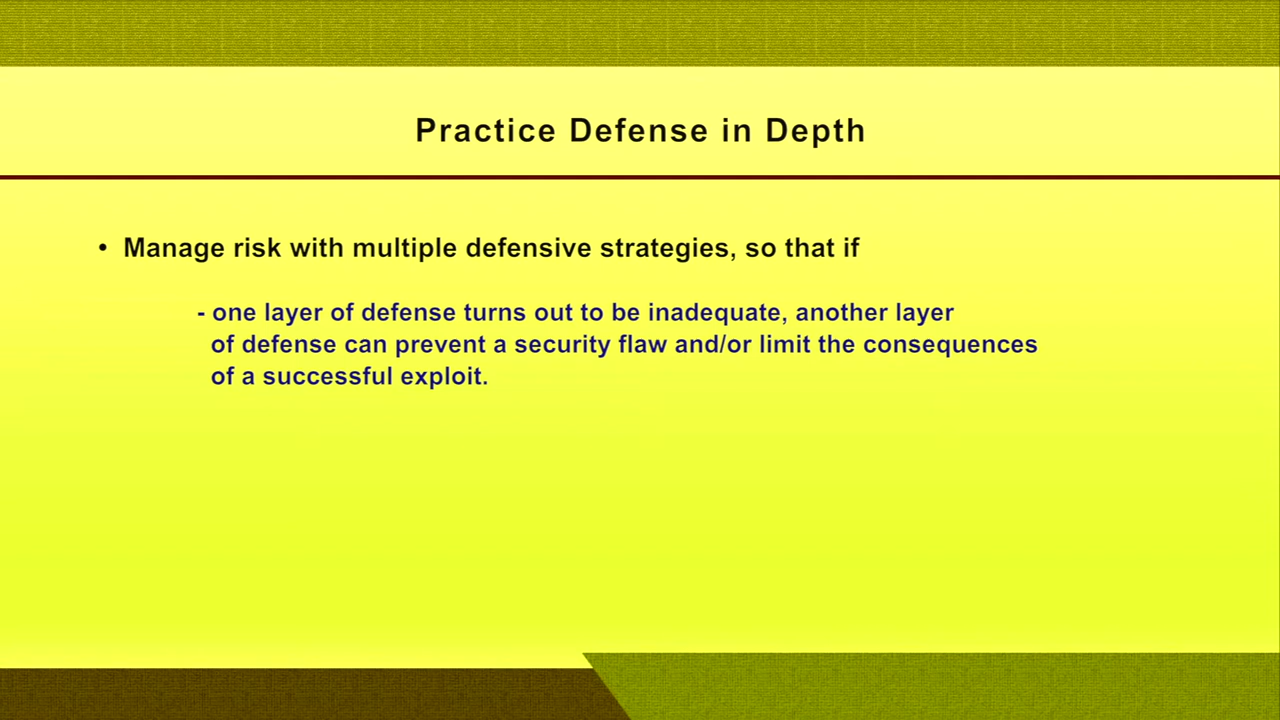 Practice Defense in Depth
• Manage risk with multiple defensive strategies, so that if
- one layer of defense turns out to be inadequate, another layer
of defense can prevent a security flaw and/or limit the consequences
of a successful exploit.